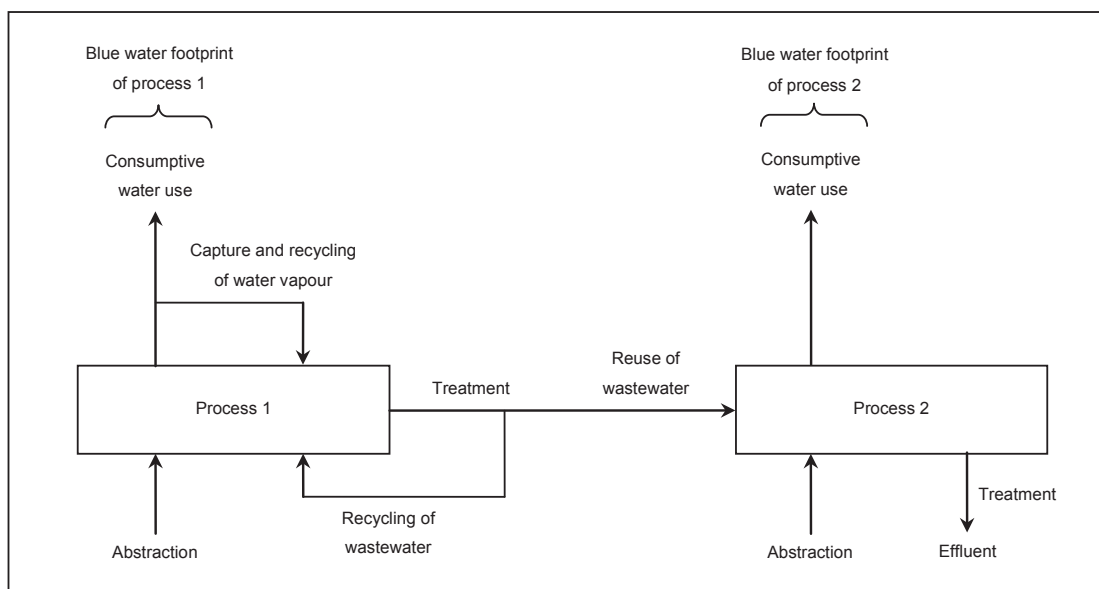 Blue water footprint
of process 1
Consumptive
water use
Capture and recycling
of water vapour
Process 1
Treatment
Recycling of
wastewater
Abstraction
Reuse of
wastewater
Blue water footprint
of process 2
Consumptive
water use
Process 2
Abstraction
Treatment
Effluent